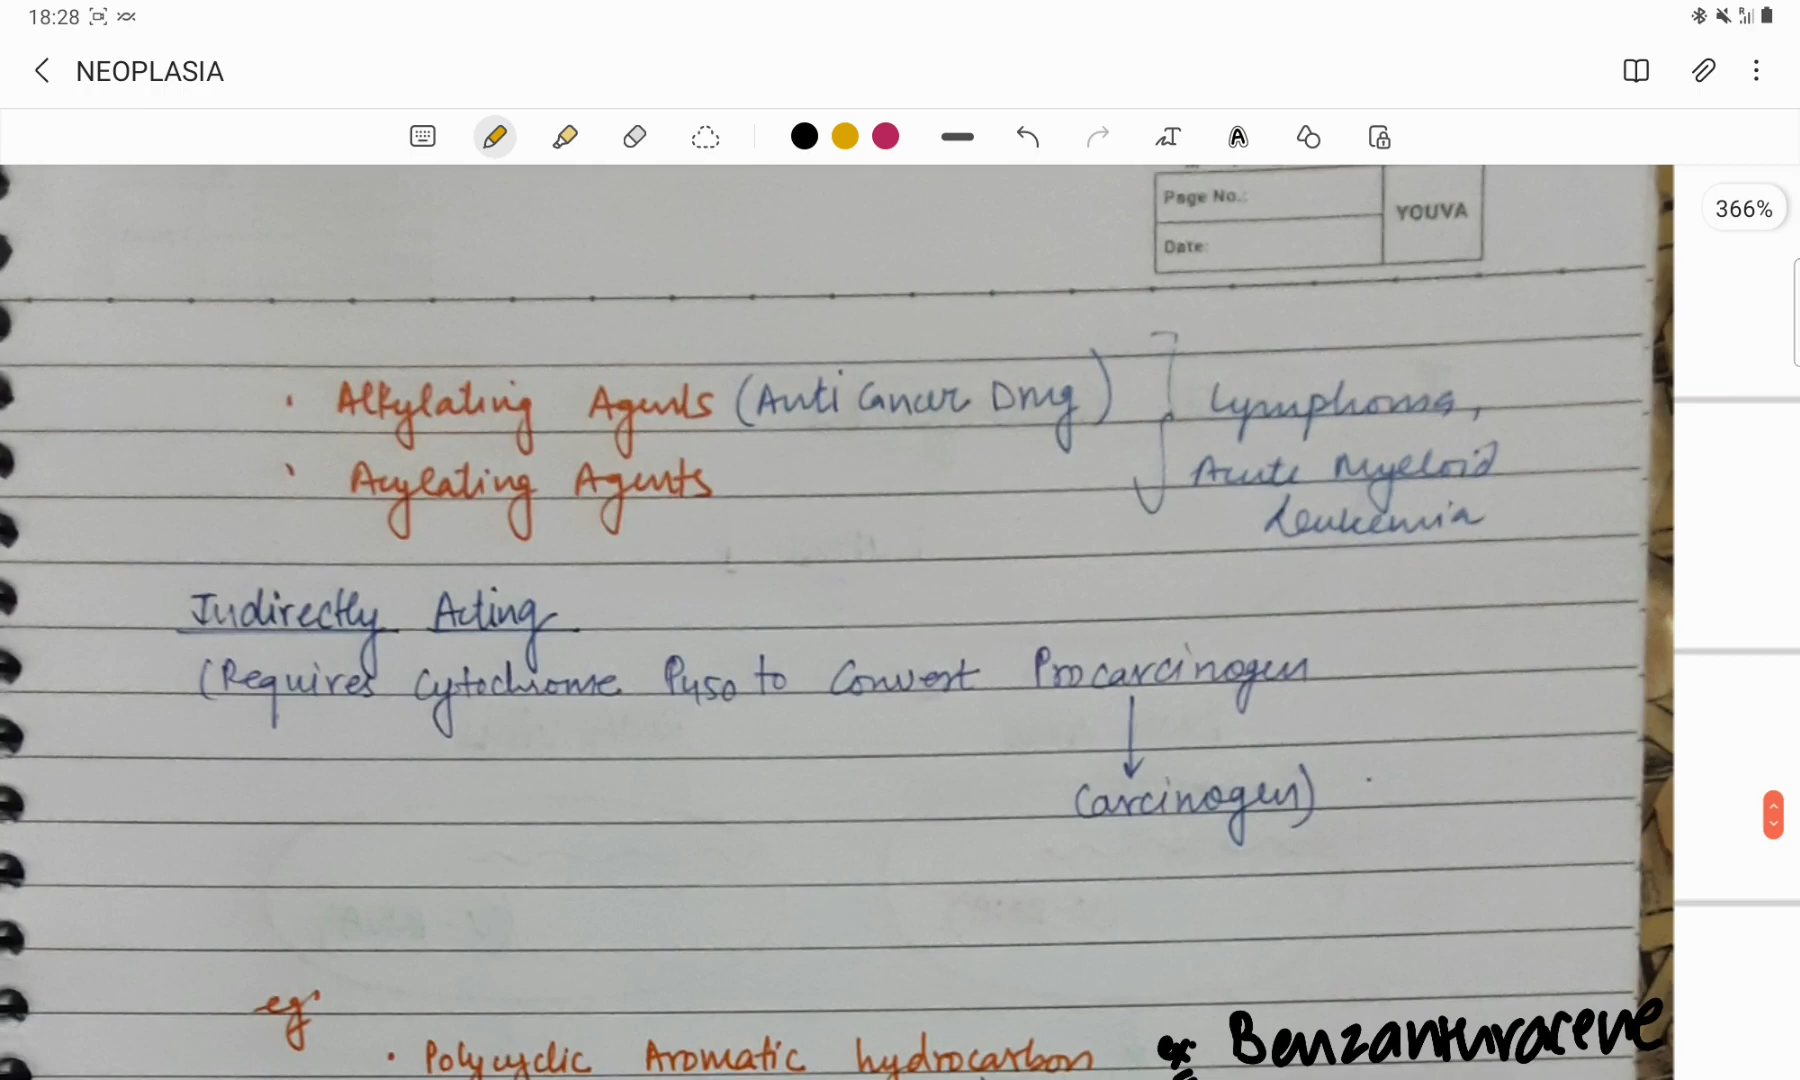 18:28
NEOPLASIA
Page No.:
YOUVA
Date:
366%
• Alkylating Agents (Anti Cancer Drug) Lymphoma,
• Acylating Agents Acute Myeloid
Leukemia
Indirectly Acting
(Requires Cytochrome P450 to Convert Procarcinogen
↓
Carcinogen)
eg
• Polycyclic Aromatic hydrocarbon ex: Benzanthracene